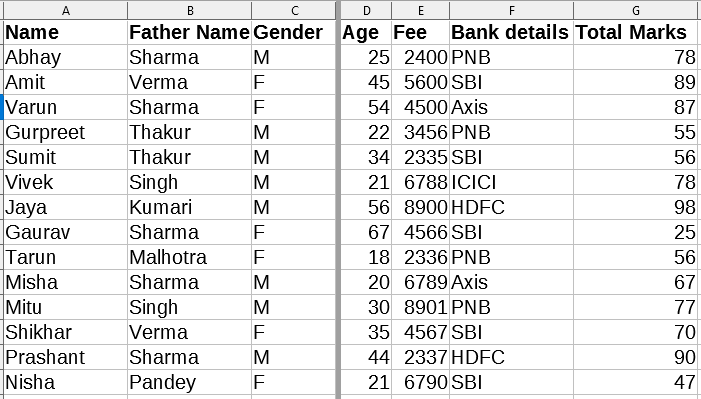 A B C D E F G
Name Father Name Gender Age Fee Bank details Total Marks
Abhay Sharma M 25 2400 PNB 78
Amit Verma F 45 5600 SBI 89
Varun Sharma F 54 4500 Axis 87
Gurpreet Thakur M 22 3456 PNB 55
Sumit Thakur M 34 2335 SBI 56
Vivek Singh M 21 6788 ICICI 78
Jaya Kumari M 56 8900 HDFC 98
Gaurav Sharma F 67 4566 SBI 25
Tarun Malhotra F 18 2336 PNB 56
Misha Sharma M 20 6789 Axis 67
Mitu Singh M 30 8901 PNB 77
Shikhar Verma F 35 4567 SBI 70
Prashant Sharma M 44 2337 HDFC 90
Nisha Pandey F 21 6790 SBI 47